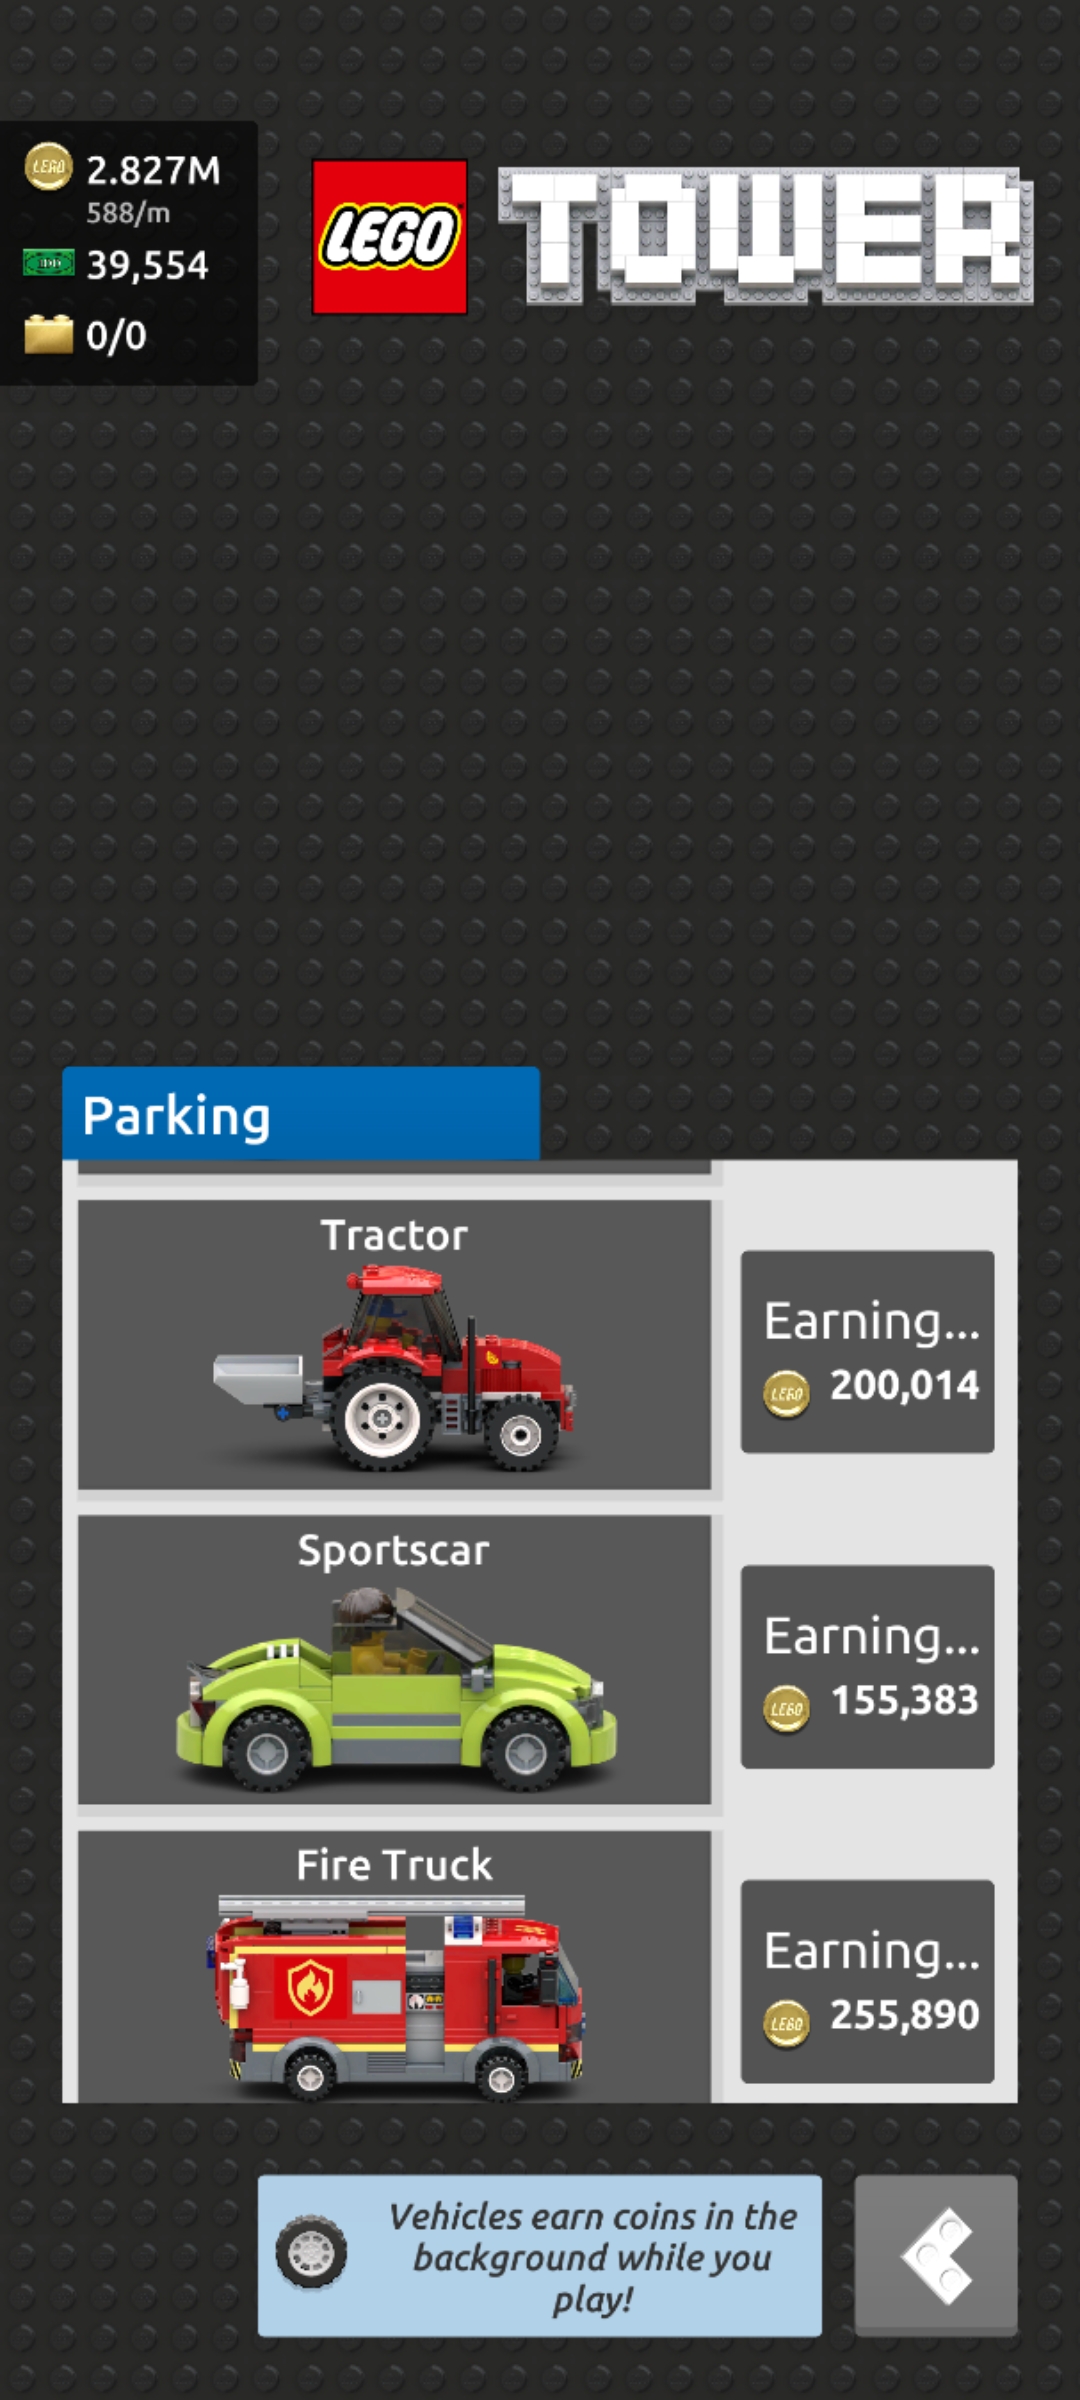 2.827M
588/m
39,554
0/0
LEGO
TOWER
Parking
Tractor
Earning...
200,014
Sportscar
Earning...
155,383
Fire Truck
Earning...
255,890
Vehicles earn coins in the
background while you
play!